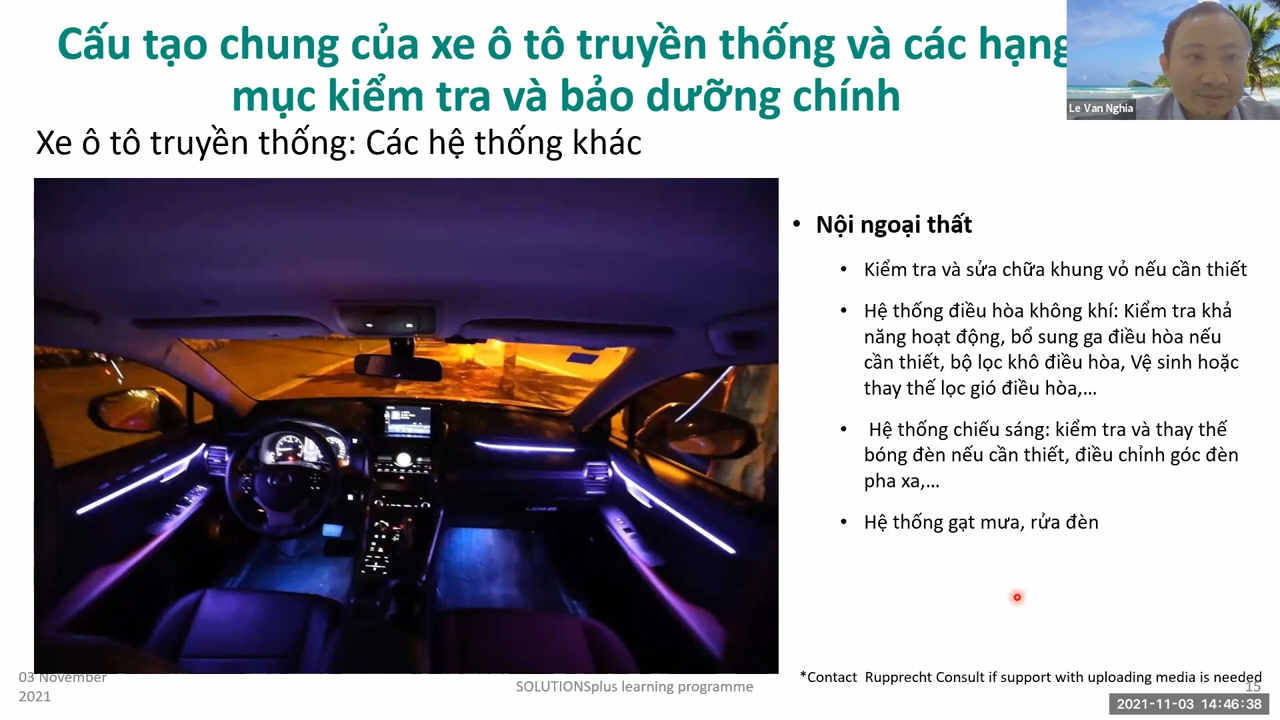 Cấu tạo chung của xe ô tô truyền thống và các hạng
mục kiểm tra và bảo dưỡng chính
Le Van Nghia
Xe ô tô truyền thống: Các hệ thống khác
• Nội ngoại thất
• Kiểm tra và sửa chữa khung vỏ nếu cần thiết
• Hệ thống điều hòa không khí: Kiểm tra khả
năng hoạt động, bổ sung ga điều hòa nếu
cần thiết, bộ lọc khô điều hòa, Vệ sinh hoặc
thay thế lọc gió điều hòa,...
• Hệ thống chiếu sáng: kiểm tra và thay thế
bóng đèn nếu cần thiết, điều chỉnh góc đèn
pha xa,...
• Hệ thống gạt mưa, rửa đèn
03 November
2021
SOLUTIONSplus learning programme
*Contact Rupprecht Consult if support with uploading media is needed
15
2021-11-03 14:46:38